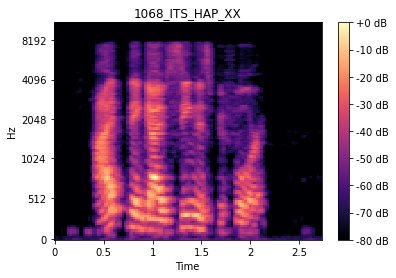 1068_ITS_HAP_XX
+0 dB
8192
-10 dB
4096
-20 dB
-30 dB
2048
Hz
-40 dB
1024
-50 dB
512
-60 dB
-70 dB
0
-80 dB
0 0.5 1 1.5 2 2.5
Time